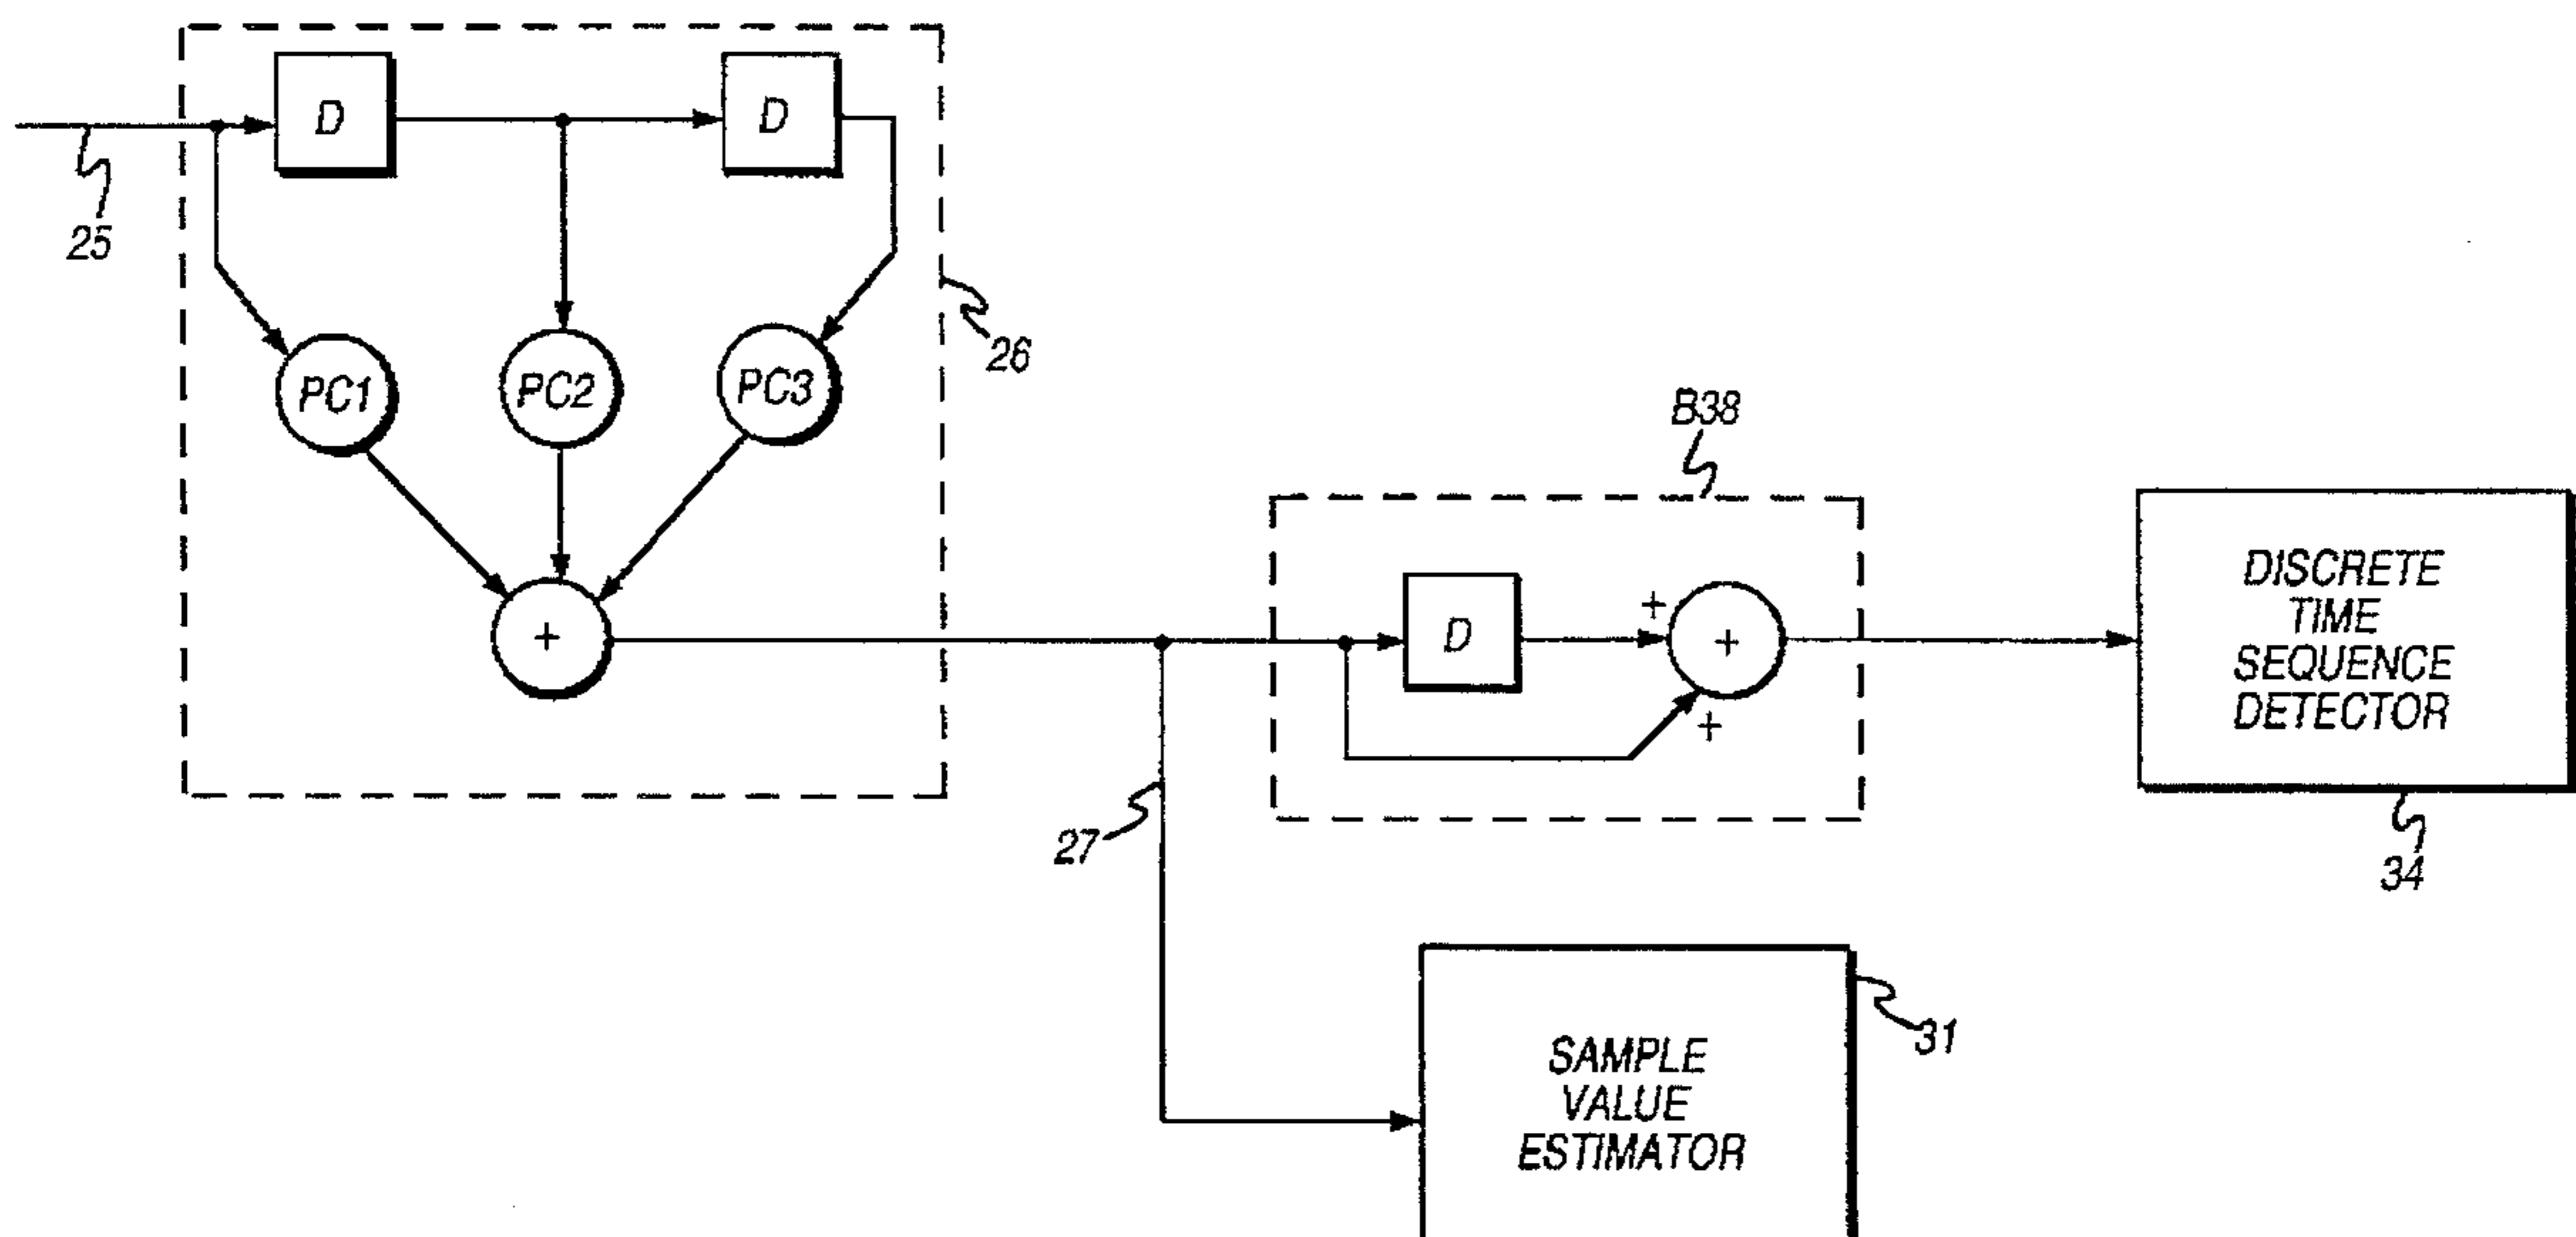 D
D
25
26
PC1
PC2
PC3
B38
+
D
+
+
+
DISCRETE
TIME
SEQUENCE
DETECTOR
27
34
31
SAMPLE
VALUE
ESTIMATOR